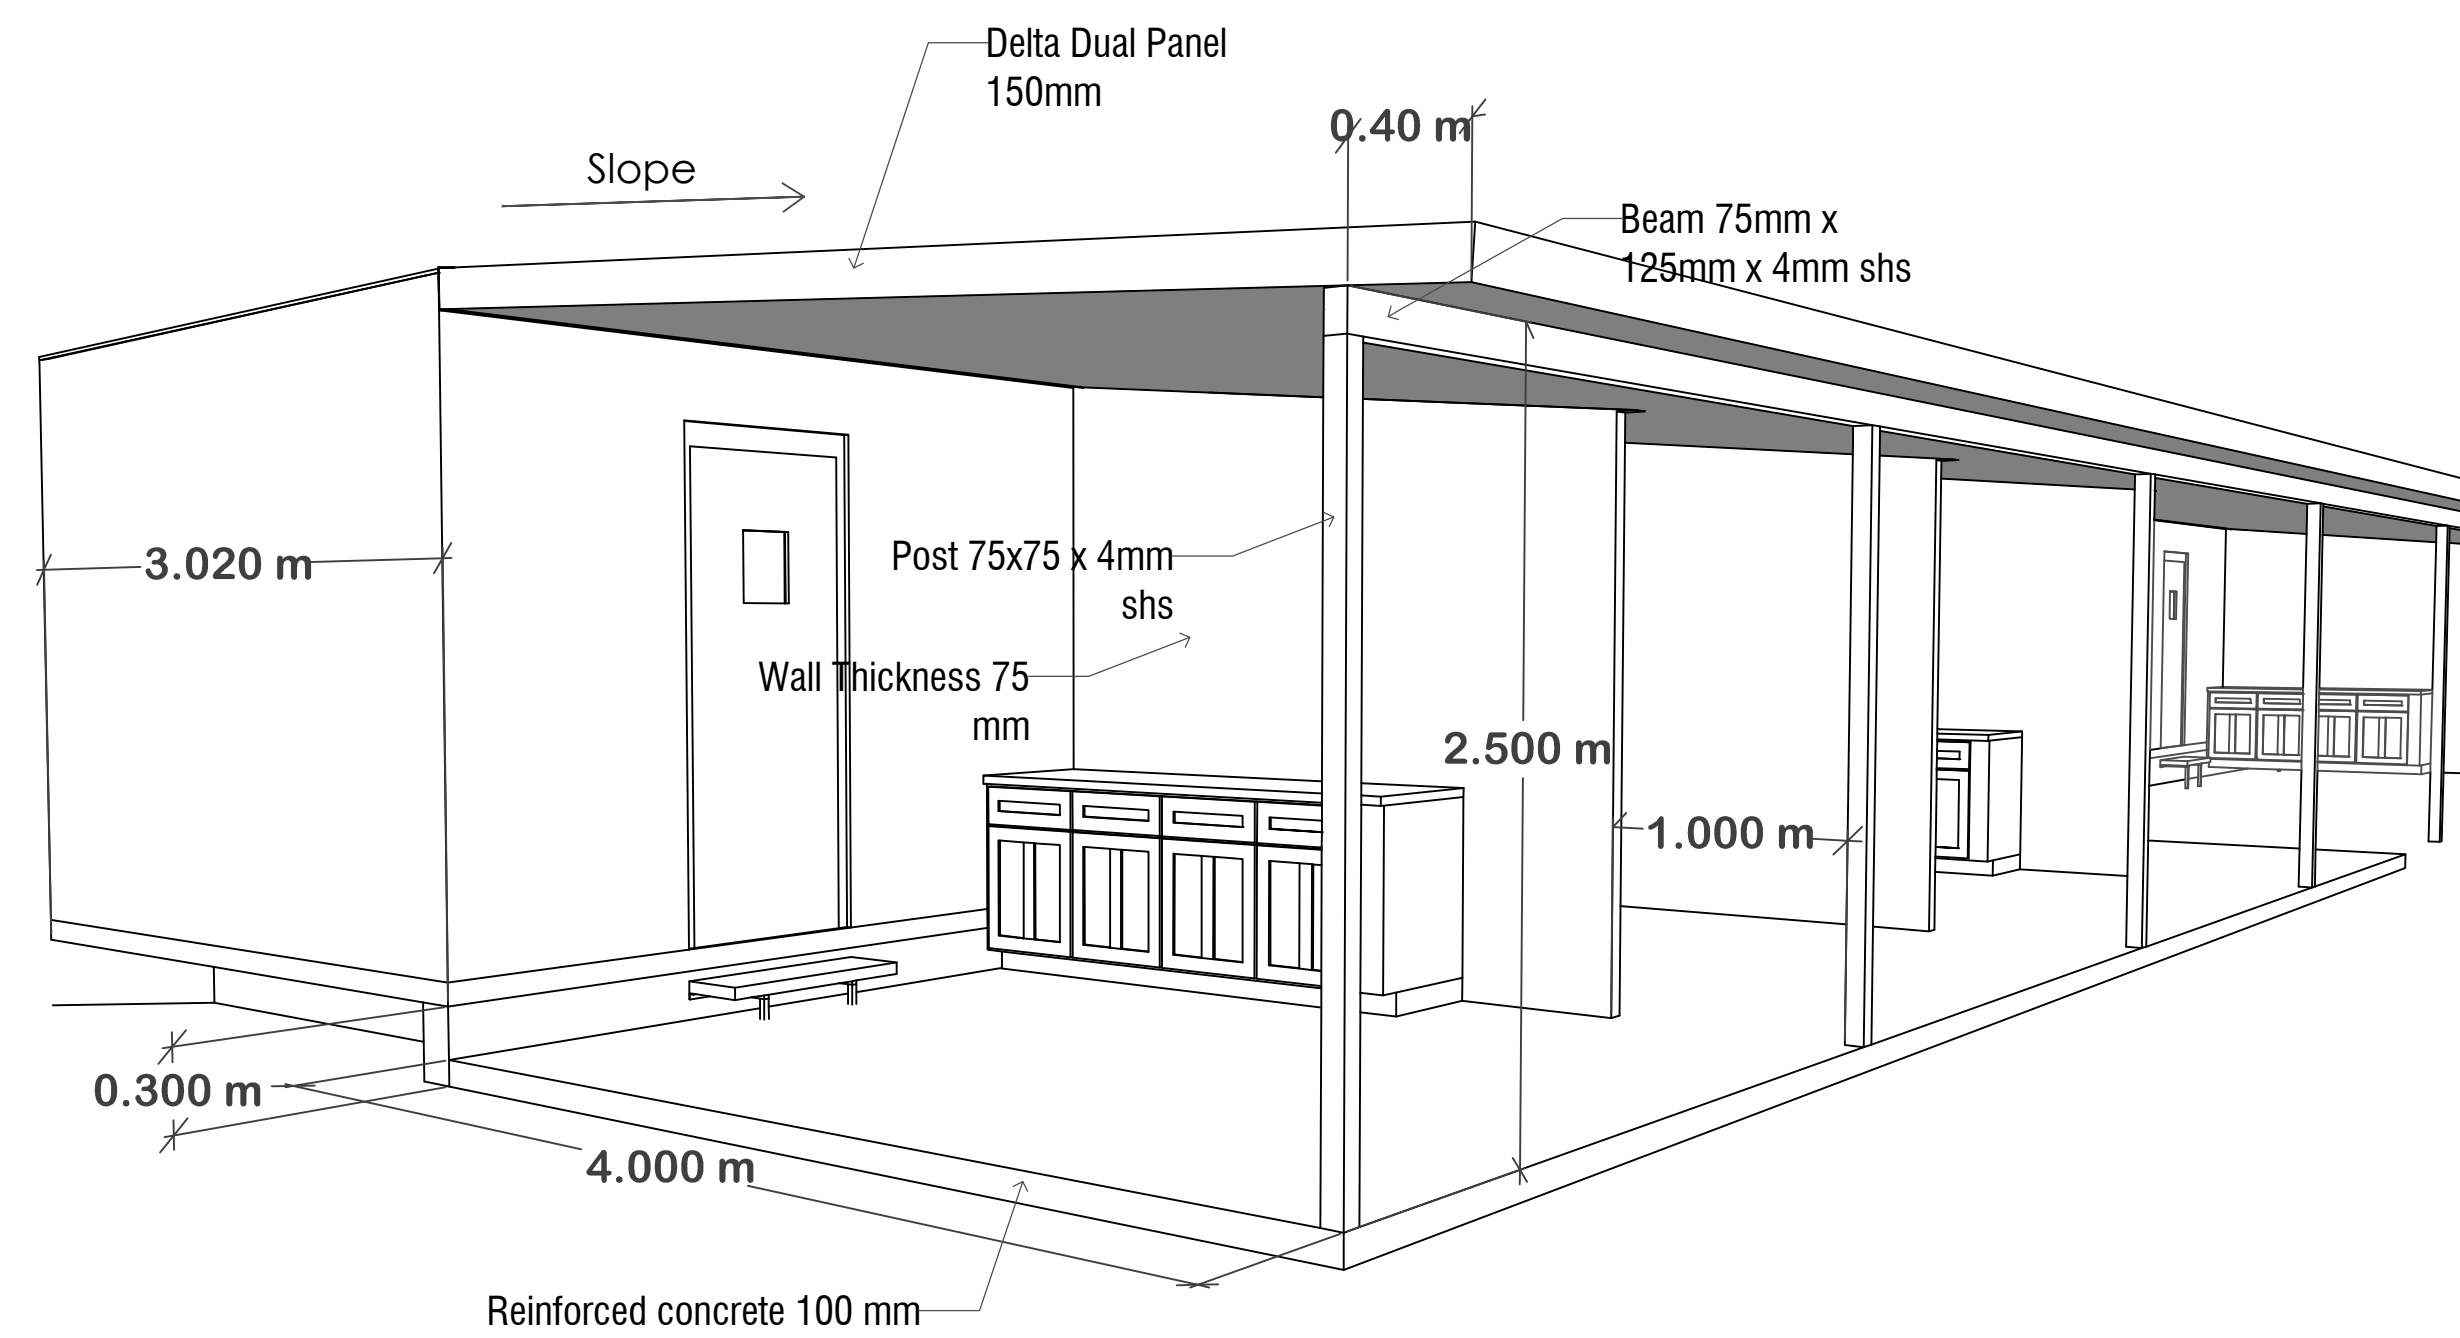 Delta Dual Panel
150mm
0.40 m
Slope
Beam 75mm x
125mm x 4mm shs
3.020 m
Post 75x75 x 4mm
shs
Wall Thickness 75
mm
2.500 m
1.000 m
0.300 m
4.000 m
Reinforced concrete 100 mm